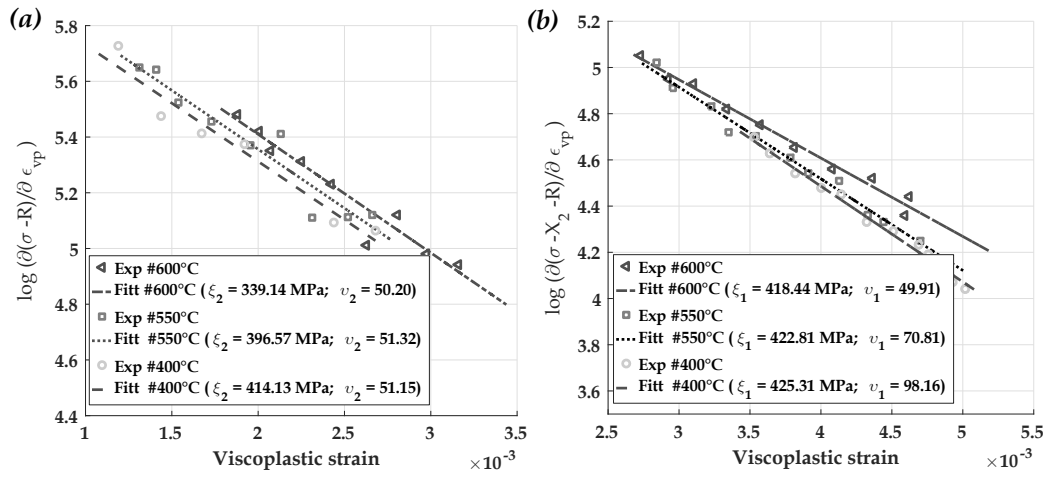 (a)
5.8
5.6
5.4
5.2
5
4.8
4.6
4.4
log (∂(σ -R)/∂ ϵvp)
Exp #600°C
Fitt #600°C (ξ2 = 339.14 MPa; υ2 = 50.20)
Exp #550°C
Fitt #550°C (ξ2 = 396.57 MPa; υ2 = 51.32)
Exp #400°C
Fitt #400°C (ξ2 = 414.13 MPa; υ2 = 51.15)
1 1.5 2 2.5 3 3.5
Viscoplastic strain
×10-3
(b)
5
4.8
4.6
4.4
4.2
4
3.8
3.6
log (∂(σ -X2 -R)/∂ ϵvp)
Exp #600°C
Fitt #600°C (ξ1 = 418.44 MPa; υ1 = 49.91)
Exp #550°C
Fitt #550°C (ξ1 = 422.81 MPa; υ1 = 70.81)
Exp #400°C
Fitt #400°C (ξ1 = 425.31 MPa; υ1 = 98.16)
2.5 3 3.5 4 4.5 5 5.5
Viscoplastic strain
×10-3